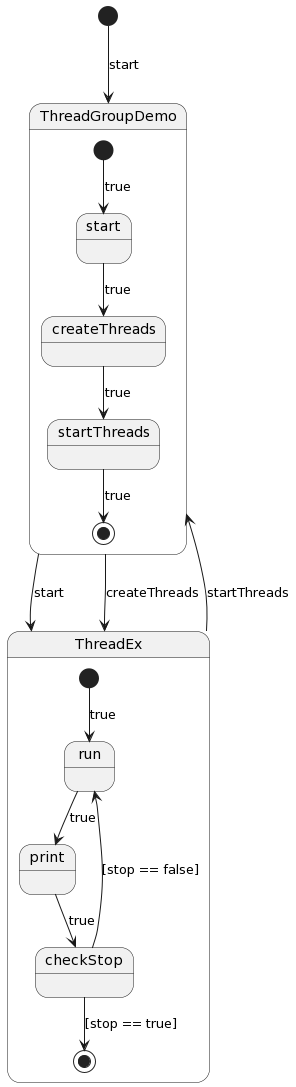 start
ThreadGroupDemo
true
start
true
createThreads
true
startThreads
true
start
createThreads
startThreads
ThreadEx
true
run
true
print
[stop == false]
true
checkStop
[stop == true]